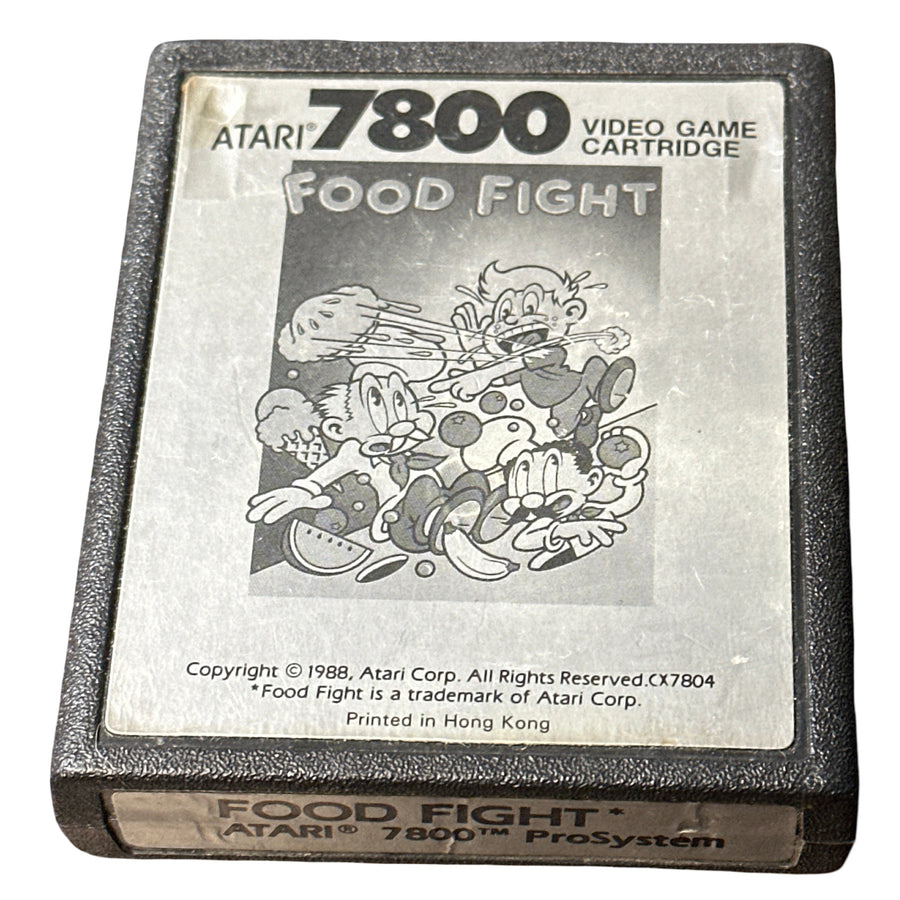 ATARI® 7800 VIDEO GAME
CARTRIDGE
FOOD FIGHT
Copyright © 1988, Atari Corp. All Rights Reserved.CX7804
*Food Fight is a trademark of Atari Corp.
Printed in Hong Kong
FOOD FIGHT*
ATARI® 7800™ ProSystem